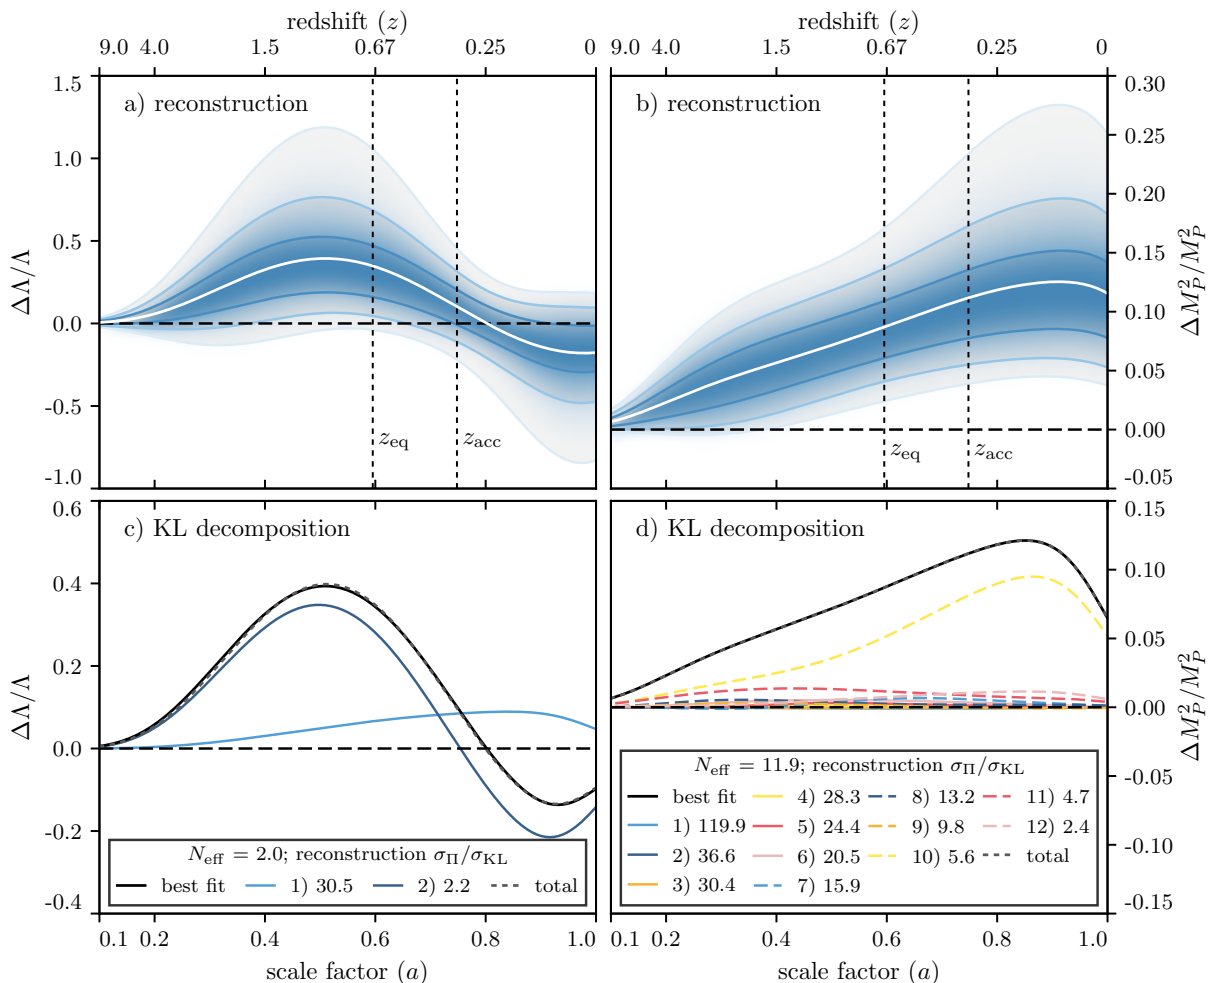 redshift (z) redshift (z)
9.0 4.0 1.5 0.67 0.25 0 9.0 4.0 1.5 0.67 0.25 0
a) reconstruction
1.5
1.0
0.5
0.0
-0.5
-1.0
ΔΛ/Λ
z_eq z_acc
b) reconstruction
0.30
0.25
0.20
0.15
0.10
0.05
0.00
-0.05
ΔM_P^2/M_P^2
z_eq z_acc
c) KL decomposition
0.6
0.4
0.2
0.0
-0.2
-0.4
ΔΛ/Λ
N_eff = 2.0; reconstruction σ_Π/σ_KL
best fit 1) 30.5 2) 2.2 total
0.1 0.2 0.4 0.6 0.8 1.0
scale factor (a)
d) KL decomposition
0.15
0.10
0.05
0.00
-0.05
-0.10
-0.15
ΔM_P^2/M_P^2
N_eff = 11.9; reconstruction σ_Π/σ_KL
best fit 4) 28.3 8) 13.2 11) 4.7
1) 119.9 5) 24.4 9) 9.8 12) 2.4
2) 36.6 6) 20.5 10) 5.6 total
3) 30.4 7) 15.9
0.1 0.2 0.4 0.6 0.8 1.0
scale factor (a)